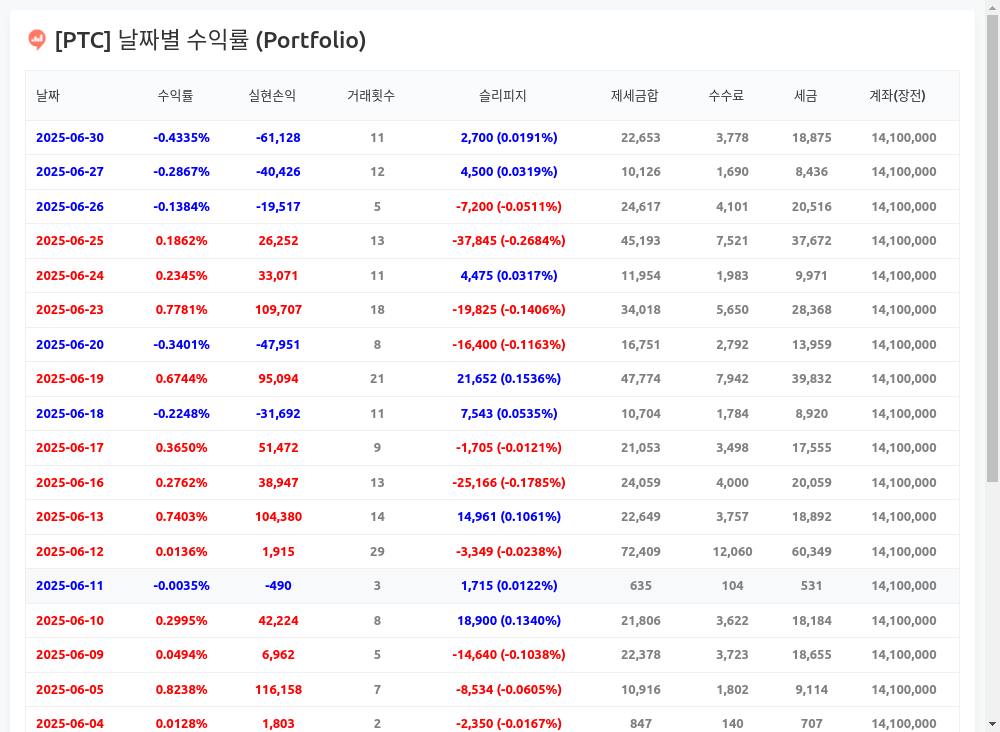 [PTC] 날짜별 수익률 (Portfolio)
날짜 수익률 실현손익 거래횟수 슬리피지 제세금합 수수료 세금 계좌(장전)
2025-06-30 -0.4335% -61,128 11 2,700 (0.0191%) 22,653 3,778 18,875 14,100,000
2025-06-27 -0.2867% -40,426 12 4,500 (0.0319%) 10,126 1,690 8,436 14,100,000
2025-06-26 -0.1384% -19,517 5 -7,200 (-0.0511%) 24,617 4,101 20,516 14,100,000
2025-06-25 0.1862% 26,252 13 -37,845 (-0.2684%) 45,193 7,521 37,672 14,100,000
2025-06-24 0.2345% 33,071 11 4,475 (0.0317%) 11,954 1,983 9,971 14,100,000
2025-06-23 0.7781% 109,707 18 -19,825 (-0.1406%) 34,018 5,650 28,368 14,100,000
2025-06-20 -0.3401% -47,951 8 -16,400 (-0.1163%) 16,751 2,792 13,959 14,100,000
2025-06-19 0.6744% 95,094 21 21,652 (0.1536%) 47,774 7,942 39,832 14,100,000
2025-06-18 -0.2248% -31,692 11 7,543 (0.0535%) 10,704 1,784 8,920 14,100,000
2025-06-17 0.3650% 51,472 9 -1,705 (-0.0121%) 21,053 3,498 17,555 14,100,000
2025-06-16 0.2762% 38,947 13 -25,166 (-0.1785%) 24,059 4,000 20,059 14,100,000
2025-06-13 0.7403% 104,380 14 14,961 (0.1061%) 22,649 3,757 18,892 14,100,000
2025-06-12 0.0136% 1,915 29 -3,349 (-0.0238%) 72,409 12,060 60,349 14,100,000
2025-06-11 -0.0035% -490 3 1,715 (0.0122%) 635 104 531 14,100,000
2025-06-10 0.2995% 42,224 8 18,900 (0.1340%) 21,806 3,622 18,184 14,100,000
2025-06-09 0.0494% 6,962 5 -14,640 (-0.1038%) 22,378 3,723 18,655 14,100,000
2025-06-05 0.8238% 116,158 7 -8,534 (-0.0605%) 10,916 1,802 9,114 14,100,000
2025-06-04 0.0128% 1,803 2 -2,350 (-0.0167%) 847 140 707 14,100,000